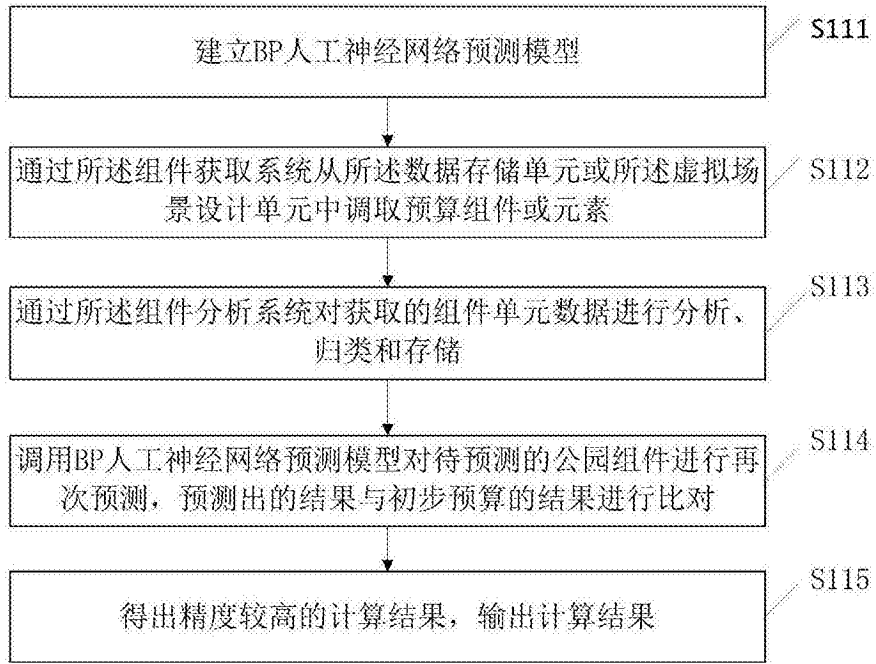 建立BP人工神经网络预测模型
S111
通过所述组件获取系统从所述数据存储单元或所述虚拟场
景设计单元中调取预算组件或元素
S112
通过所述组件分析系统对获取的组件单元数据进行分析、
归类和存储
S113
调用BP人工神经网络预测模型对待预测的公园组件进行再
次预测，预测出的结果与初步预算的结果进行比对
S114
得出精度较高的计算结果，输出计算结果
S115